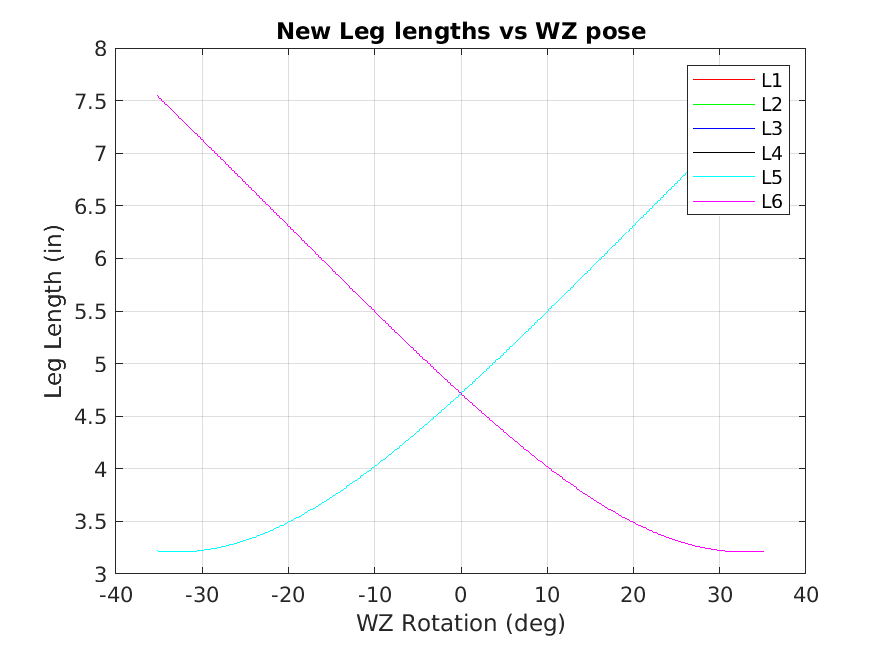 New Leg lengths vs WZ pose
8
7.5
7
6.5
6
5.5
5
4.5
4
3.5
3
Leg Length (in)
L1
L2
L3
L4
L5
L6
-40 -30 -20 -10 0 10 20 30 40
WZ Rotation (deg)